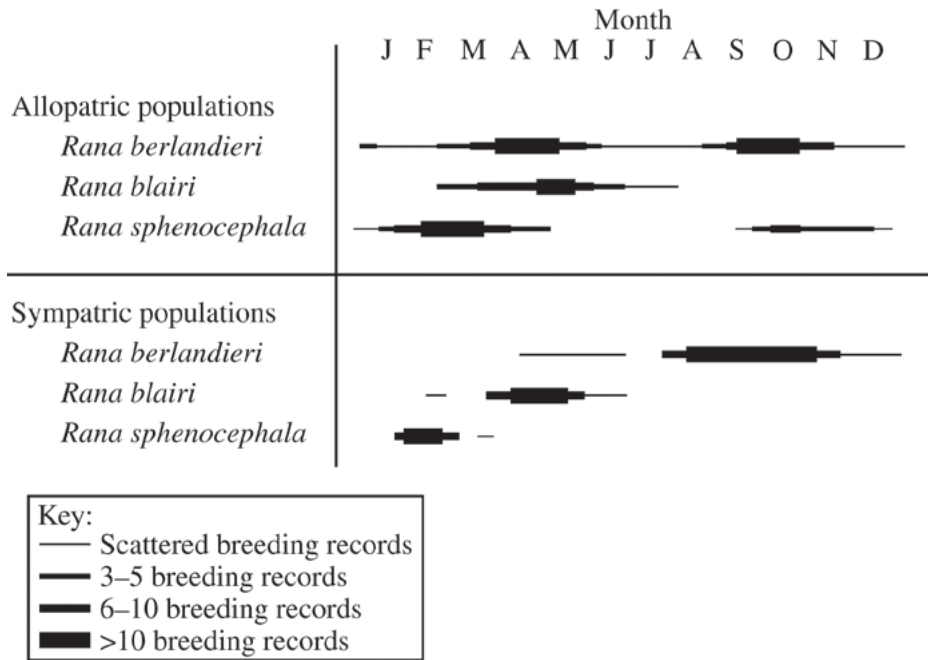 Month
J F M A M J J A S O N D
Allopatric populations
Rana berlandieri
Rana blairi
Rana sphenocephala
Sympatric populations
Rana berlandieri
Rana blairi
Rana sphenocephala
Key:
Scattered breeding records
3–5 breeding records
6–10 breeding records
>10 breeding records